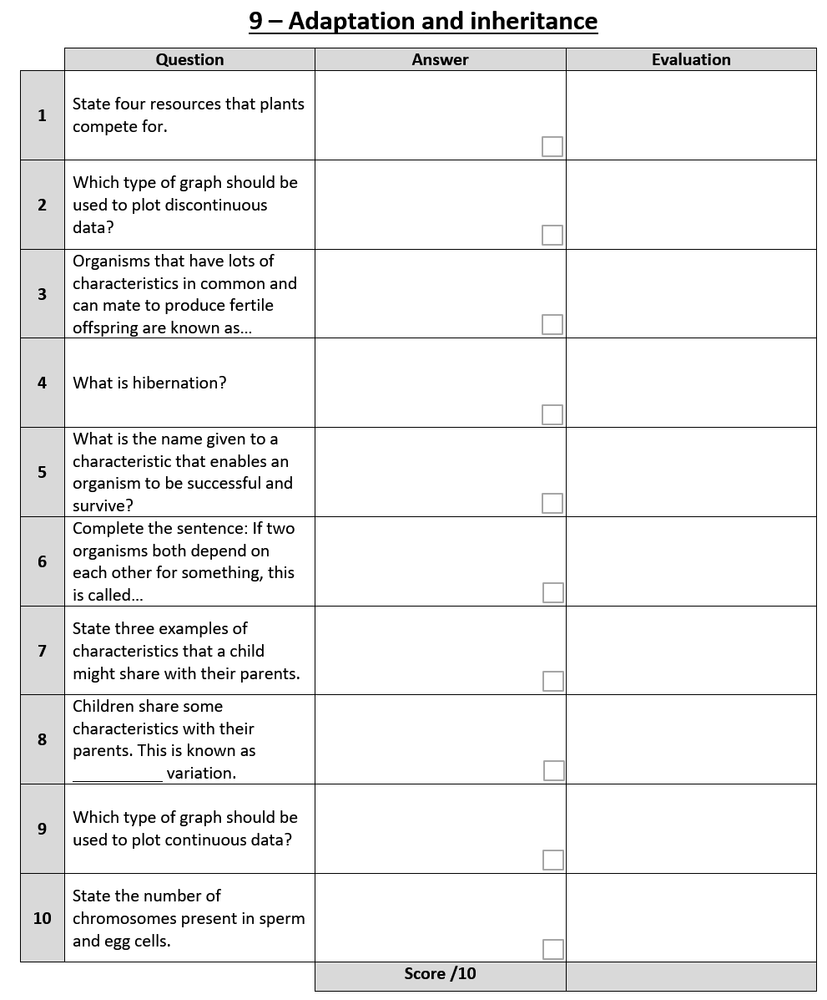 9 – Adaptation and inheritance
Question Answer Evaluation
1
State four resources that plants
compete for.
2
Which type of graph should be
used to plot discontinuous
data?
3
Organisms that have lots of
characteristics in common and
can mate to produce fertile
offspring are known as...
4
What is hibernation?
5
What is the name given to a
characteristic that enables an
organism to be successful and
survive?
6
Complete the sentence: If two
organisms both depend on
each other for something, this
is called...
7
State three examples of
characteristics that a child
might share with their parents.
8
Children share some
characteristics with their
parents. This is known as
__________ variation.
9
Which type of graph should be
used to plot continuous data?
10
State the number of
chromosomes present in sperm
and egg cells.
Score /10